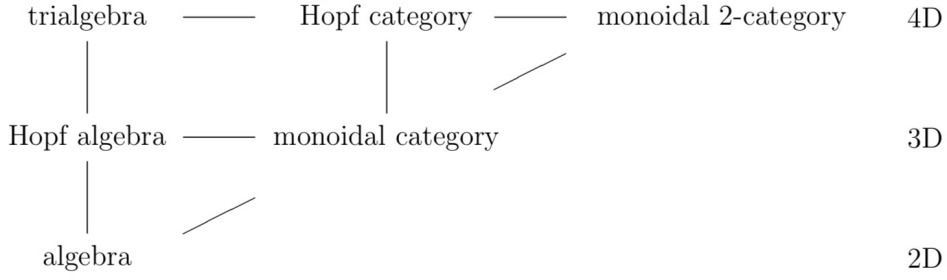 trialgebra Hopf category monoidal 2-category 4D
Hopf algebra monoidal category 3D
algebra 2D